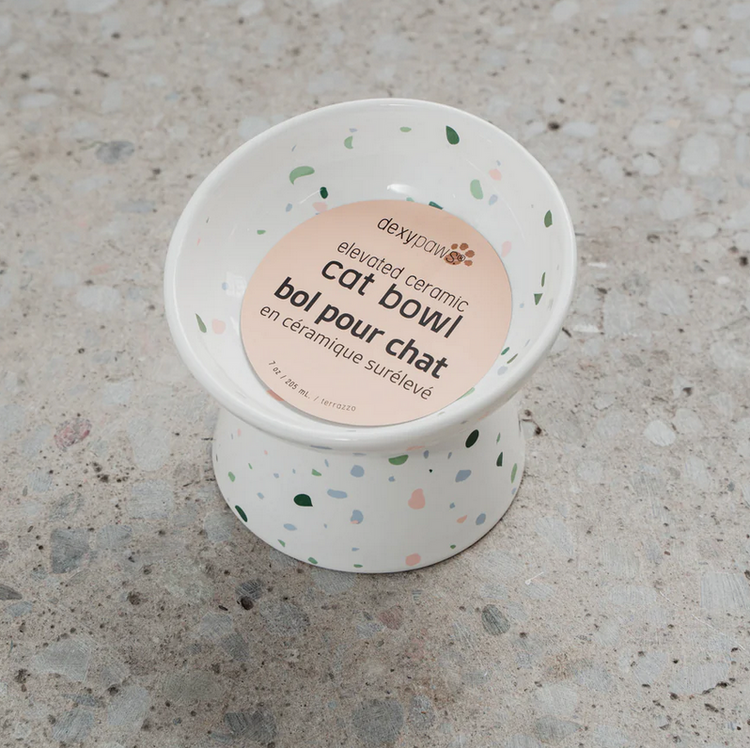 dexypaws
elevated ceramic
cat bowl
bol pour chat
en céramique surélevé
7 oz / 205 mL. / terrazzo